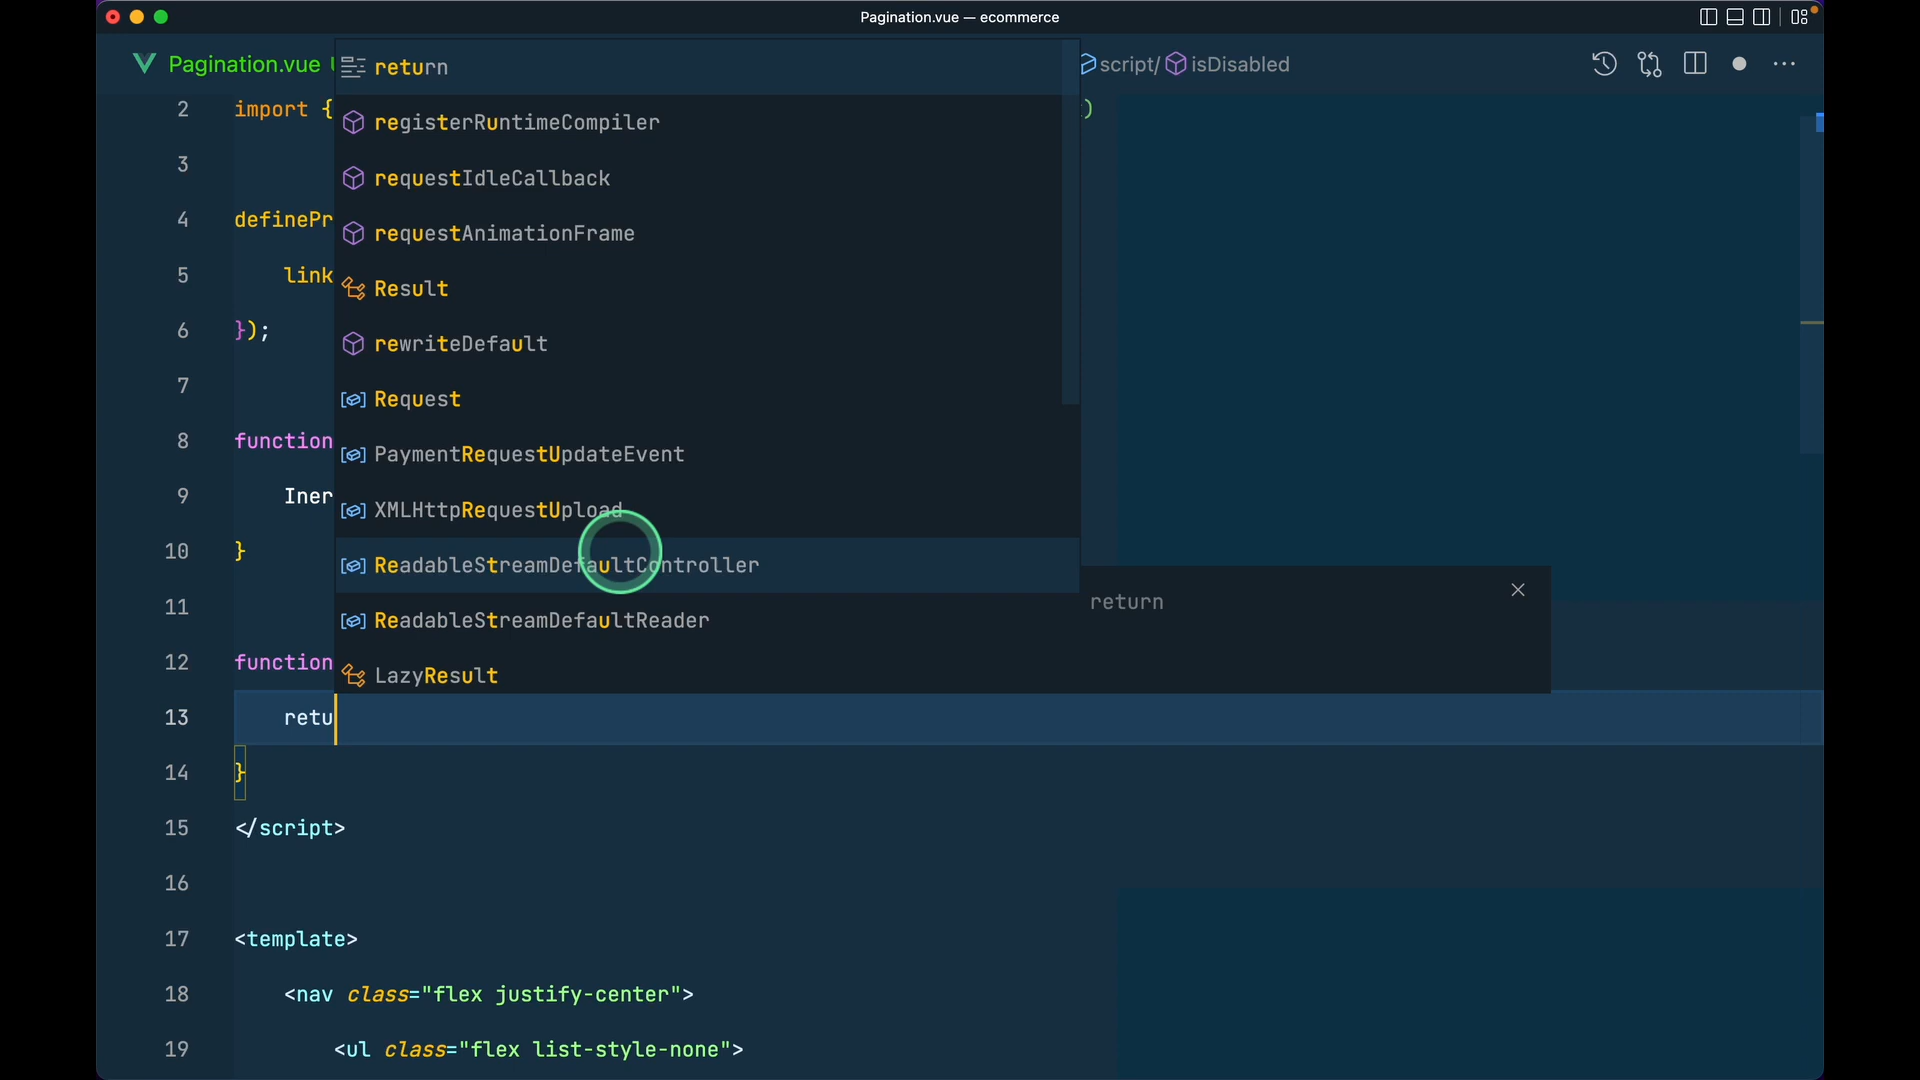 Pagination.vue — ecommerce
Pagination.vue
script/ isDisabled
return
registerRuntimeCompiler
requestIdleCallback
requestAnimationFrame
Result
rewriteDefault
Request
PaymentRequestUpdateEvent
XMLHttpRequestUpload
ReadableStreamDefaultController
ReadableStreamDefaultReader
LazyResult
return
2 import { )
3
4 definePr
5 link
6 });
7
8 function
9 Iner
10 }
11
12 function
13 retu
14 }
15 </script>
16
17 <template>
18 <nav class="flex justify-center">
19 <ul class="flex list-style-none">